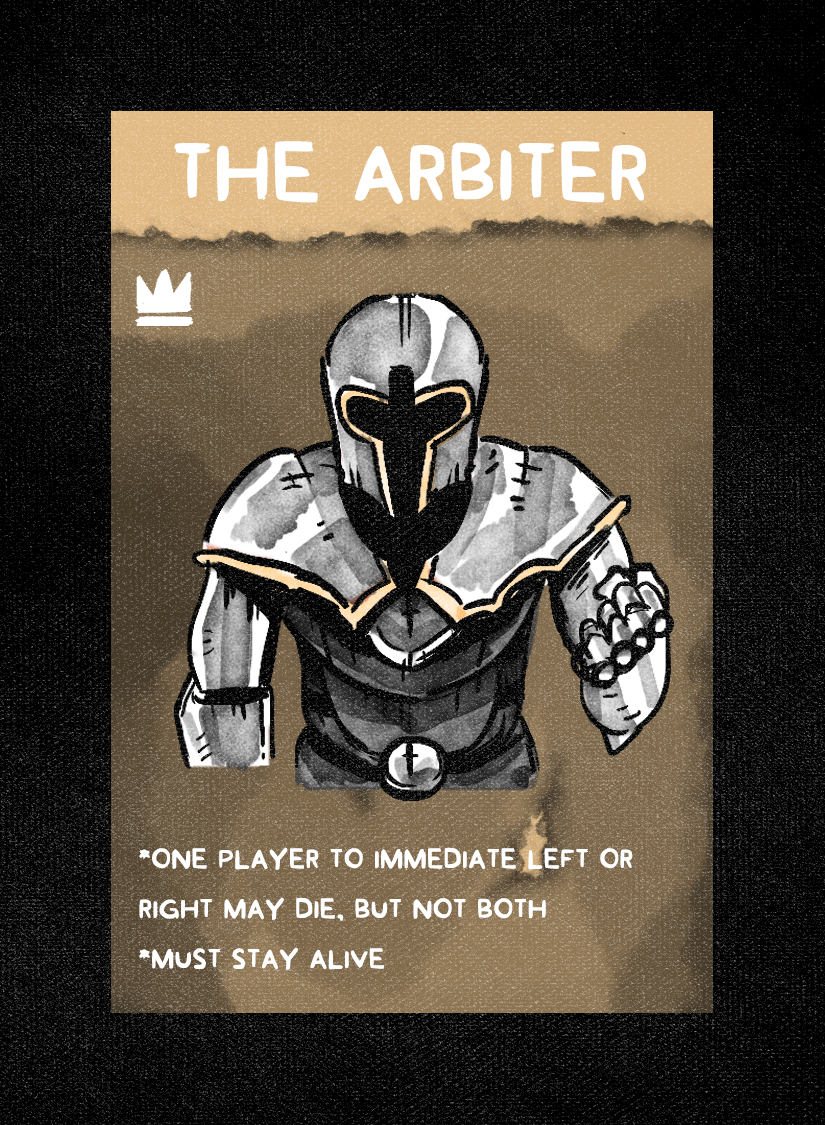 THE ARBITER
*ONE PLAYER TO IMMEDIATE LEFT OR
RIGHT MAY DIE, BUT NOT BOTH
*MUST STAY ALIVE